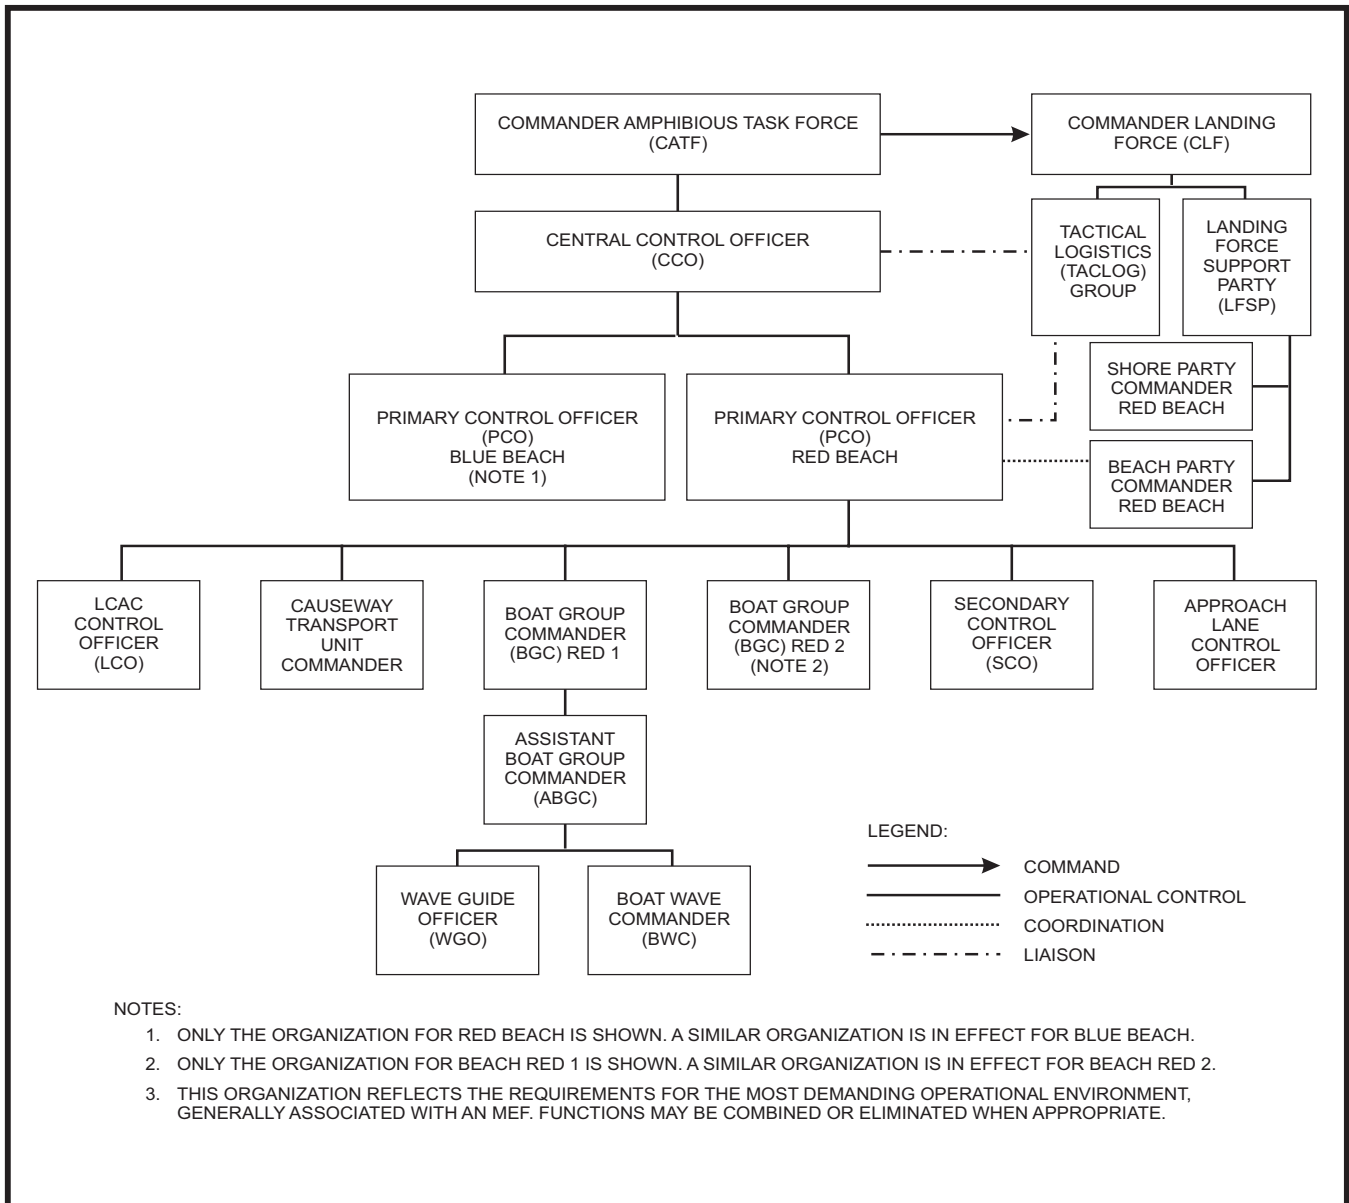 COMMANDER AMPHIBIOUS TASK FORCE
(CATF)
COMMANDER LANDING
FORCE (CLF)
CENTRAL CONTROL OFFICER
(CCO)
TACTICAL
LOGISTICS
(TACLOG)
GROUP
LANDING
FORCE
SUPPORT
PARTY
(LFSP)
PRIMARY CONTROL OFFICER
(PCO)
BLUE BEACH
(NOTE 1)
PRIMARY CONTROL OFFICER
(PCO)
RED BEACH
SHORE PARTY
COMMANDER
RED BEACH
BEACH PARTY
COMMANDER
RED BEACH
LCAC
CONTROL
OFFICER
(LCO)
CAUSEWAY
TRANSPORT
UNIT
COMMANDER
BOAT GROUP
COMMANDER
(BGC) RED 1
BOAT GROUP
COMMANDER
(BGC) RED 2
(NOTE 2)
SECONDARY
CONTROL
OFFICER
(SCO)
APPROACH
LANE
CONTROL
OFFICER
ASSISTANT
BOAT GROUP
COMMANDER
(ABGC)
WAVE GUIDE
OFFICER
(WGO)
BOAT WAVE
COMMANDER
(BWC)
LEGEND:
COMMAND
OPERATIONAL CONTROL
COORDINATION
LIAISON
NOTES:
1. ONLY THE ORGANIZATION FOR RED BEACH IS SHOWN. A SIMILAR ORGANIZATION IS IN EFFECT FOR BLUE BEACH.
2. ONLY THE ORGANIZATION FOR BEACH RED 1 IS SHOWN. A SIMILAR ORGANIZATION IS IN EFFECT FOR BEACH RED 2.
3. THIS ORGANIZATION REFLECTS THE REQUIREMENTS FOR THE MOST DEMANDING OPERATIONAL ENVIRONMENT,
GENERALLY ASSOCIATED WITH AN MEF. FUNCTIONS MAY BE COMBINED OR ELIMINATED WHEN APPROPRIATE.